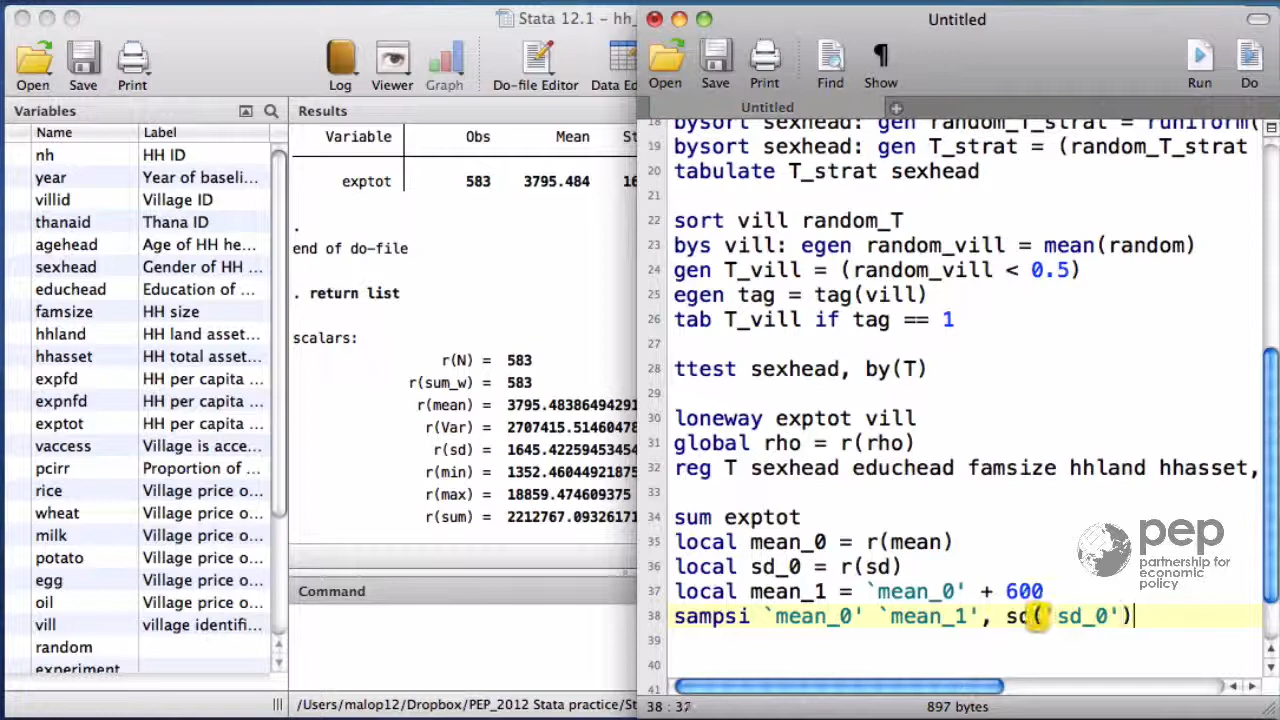 Stata 12.1 – hh_
Open
Save
Print
Log
Viewer
Graph
Do-file Editor
Data Ed
Variables
Name
Label
nh
HH ID
year
Year of baseli...
villid
Village ID
thanaid
Thana ID
agehead
Age of HH he...
sexhead
Gender of HH ...
educhead
Education of ...
famsize
HH size
hhland
HH land asset...
hhasset
HH total asset...
expfd
HH per capita ...
expnfd
HH per capita ...
exptot
HH per capita ...
vaccess
Village is acce...
pcirr
Proportion of ...
rice
Village price o...
wheat
Village price o...
milk
Village price o...
potato
Village price o...
egg
Village price o...
oil
Village price o...
vill
village identifi...
random
experiment
Results
Variable Obs Mean St
exptot 583 3795.484 16
.
end of do-file
. return list
scalars:
r(N) = 583
r(sum_w) = 583
r(mean) = 3795.48386494291
r(Var) = 2707415.51460478
r(sd) = 1645.42259453454
r(min) = 1352.46044921875
r(max) = 18859.474609375
r(sum) = 2212767.09326171
Command
/Users/malop12/Dropbox/PEP_2012 Stata practice/St
Untitled
Open
Save
Print
Find
Show
Run
Do
Untitled
18 bysort sexhead: gen random_T_strat = runiform(
19 bysort sexhead: gen T_strat = (random_T_strat
20 tabulate T_strat sexhead
21
22 sort vill random_T
23 bys vill: egen random_vill = mean(random)
24 gen T_vill = (random_vill < 0.5)
25 egen tag = tag(vill)
26 tab T_vill if tag == 1
27
28 ttest sexhead, by(T)
29
30 loneway exptot vill
31 global rho = r(rho)
32 reg T sexhead educhead famsize hhland hhasset,
33
34 sum exptot
35 local mean_0 = r(mean)
36 local sd_0 = r(sd)
37 local mean_1 = `mean_0' + 600
38 sampsi `mean_0' `mean_1', sd(`sd_0')
39
40
41
38 : 37
897 bytes
pep
partnership for
economic
policy